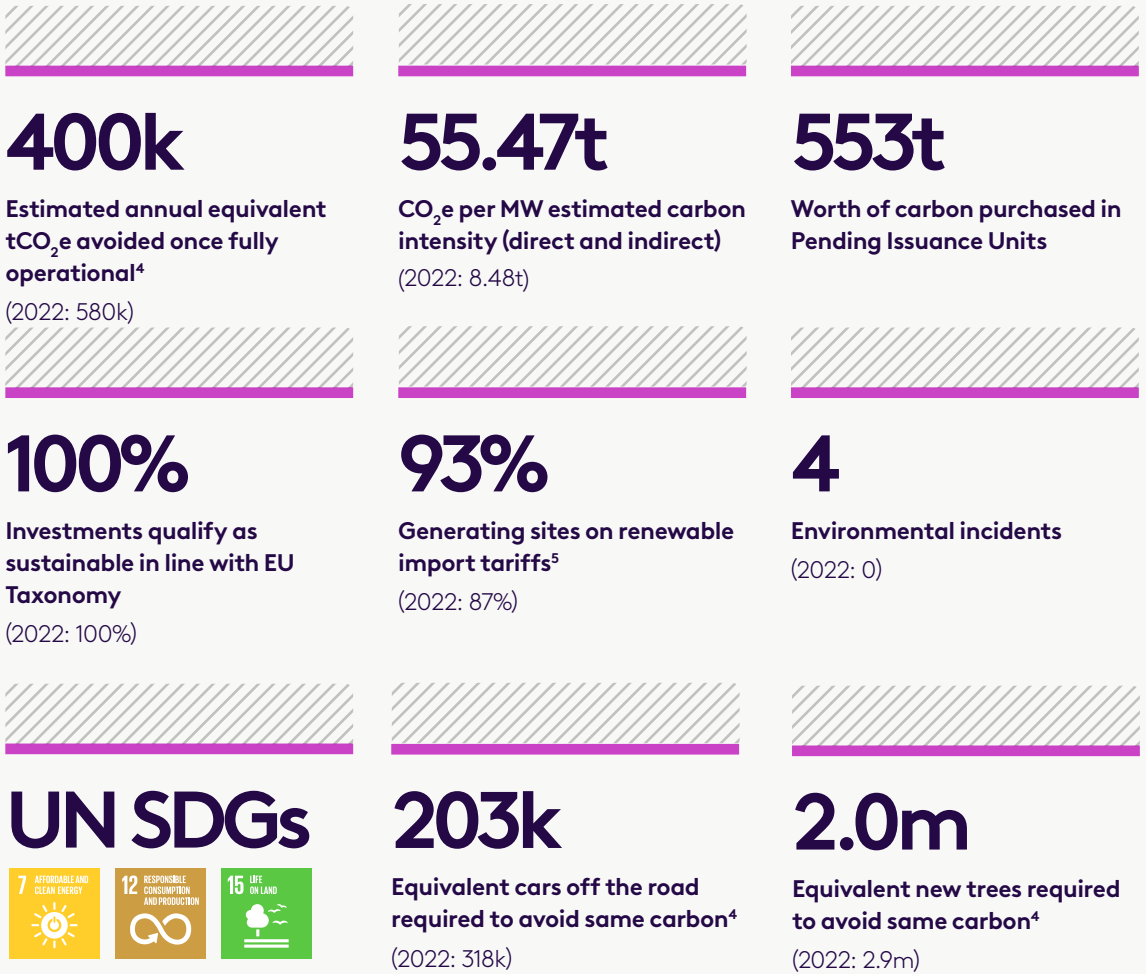 400k
Estimated annual equivalent
tCO₂e avoided once fully
operational⁴
(2022: 580k)
55.47t
CO₂e per MW estimated carbon
intensity (direct and indirect)
(2022: 8.48t)
553t
Worth of carbon purchased in
Pending Issuance Units
100%
Investments qualify as
sustainable in line with EU
Taxonomy
(2022: 100%)
93%
Generating sites on renewable
import tariffs⁵
(2022: 87%)
4
Environmental incidents
(2022: 0)
UN SDGs
7 AFFORDABLE AND
CLEAN ENERGY
12 RESPONSIBLE
CONSUMPTION
AND PRODUCTION
15 LIFE
ON LAND
203k
Equivalent cars off the road
required to avoid same carbon⁴
(2022: 318k)
2.0m
Equivalent new trees required
to avoid same carbon⁴
(2022: 2.9m)